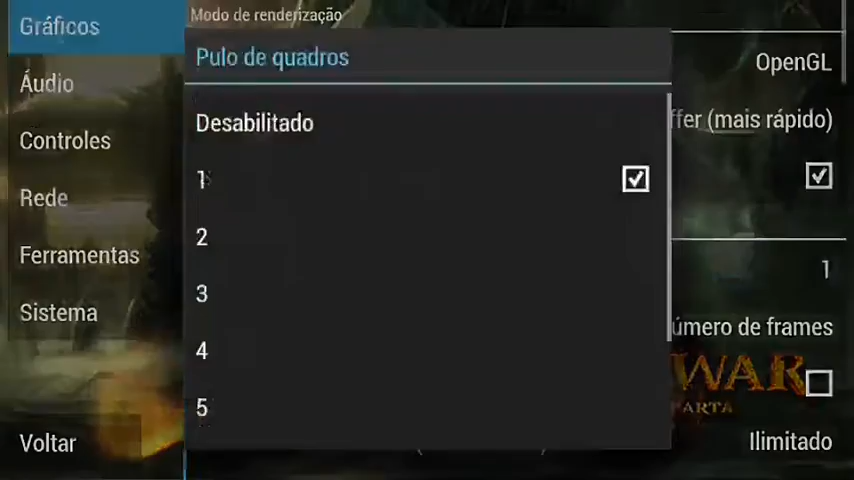 Gráficos
Áudio
Controles
Rede
Ferramentas
Sistema
Voltar
Modo de renderização
Pulo de quadros
Desabilitado
1
2
3
4
5
OpenGL
ffer (mais rápido)
1
úmero de frames
WAR
PARTA
Ilimitado